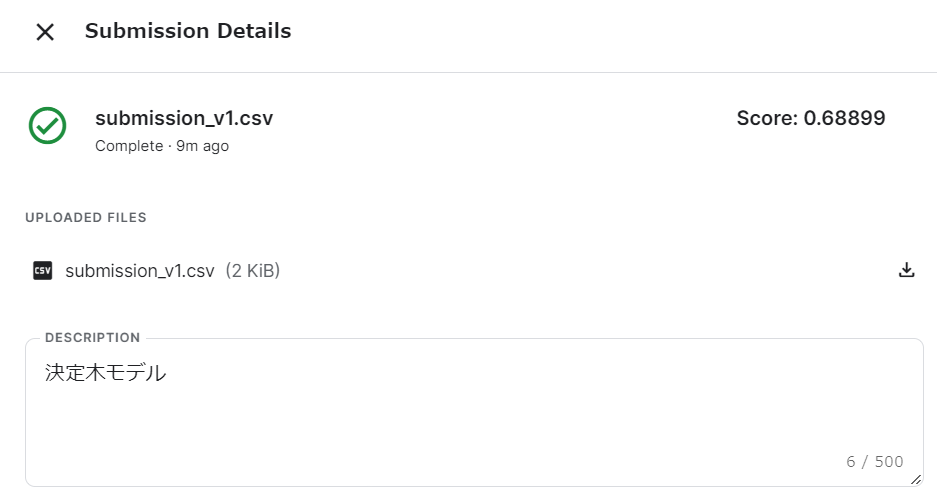 Submission Details
submission_v1.csv
Score: 0.68899
Complete · 9m ago
UPLOADED FILES
CSV
submission_v1.csv (2 KiB)
DESCRIPTION
決定木モデル
6 / 500